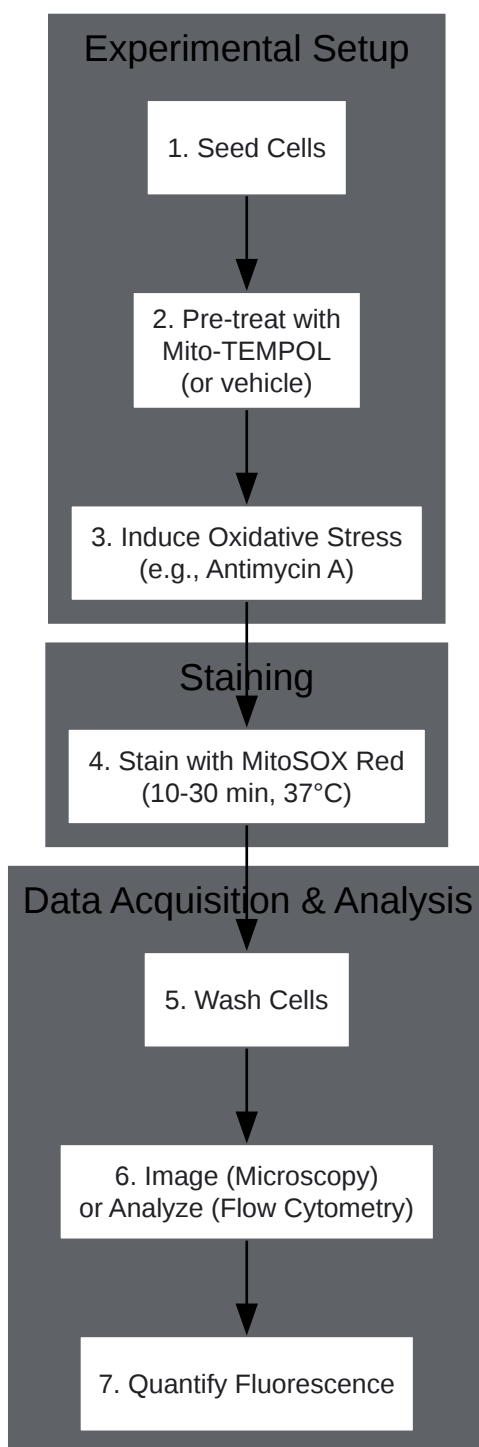 Experimental Setup
1. Seed Cells
2. Pre-treat with
Mito-TEMPOL
(or vehicle)
3. Induce Oxidative Stress
(e.g., Antimycin A)
Staining
4. Stain with MitoSOX Red
(10-30 min, 37°C)
Data Acquisition & Analysis
5. Wash Cells
6. Image (Microscopy)
or Analyze (Flow Cytometry)
7. Quantify Fluorescence